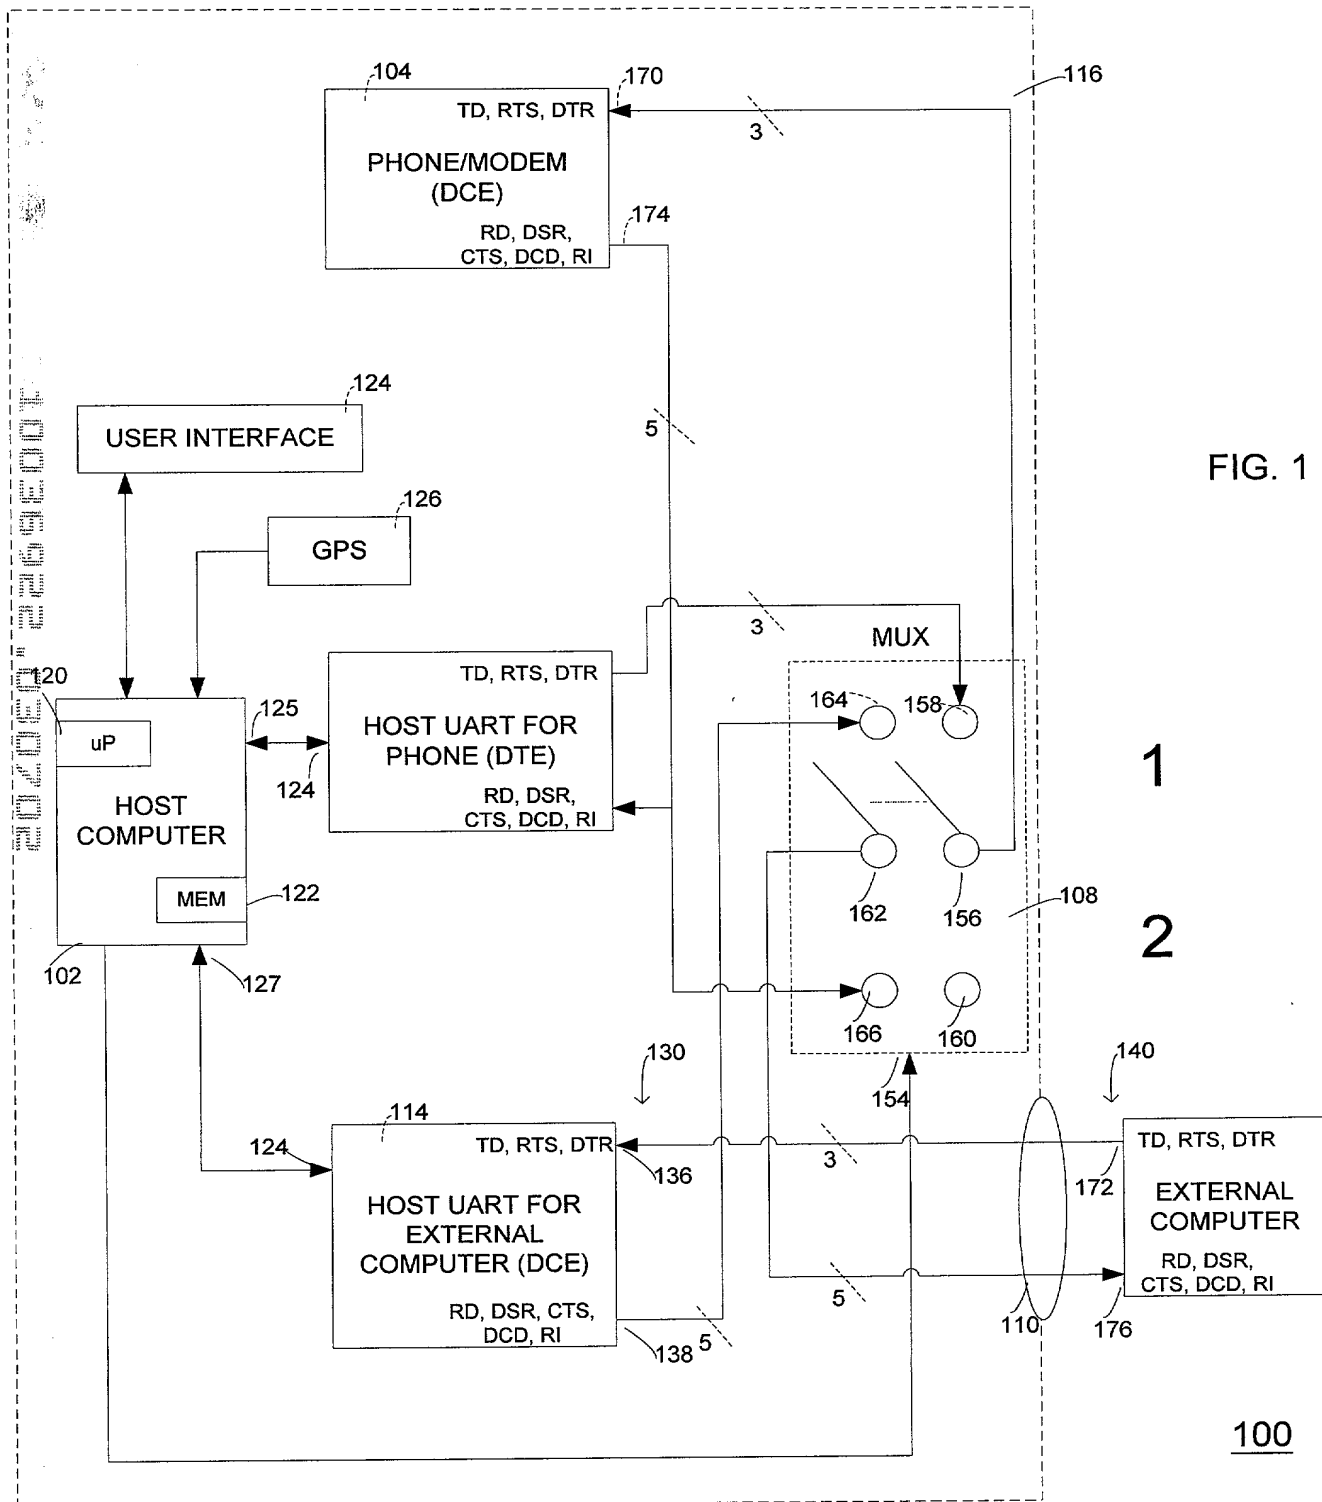 104
170
116
TD, RTS, DTR
3
PHONE/MODEM
(DCE)
174
RD, DSR,
CTS, DCD, RI
124
5
USER INTERFACE
FIG. 1
126
GPS
3
MUX
120
TD, RTS, DTR
164
158
125
uP
HOST UART FOR
PHONE (DTE)
1
124
HOST
COMPUTER
RD, DSR,
CTS, DCD, RI
MEM
122
162
156
108
2
102
127
166
160
130
154
140
114
124
TD, RTS, DTR
136
3
TD, RTS, DTR
172
HOST UART FOR
EXTERNAL
COMPUTER (DCE)
EXTERNAL
COMPUTER
RD, DSR,
CTS, DCD, RI
5
110
176
RD, DSR, CTS,
DCD, RI
138
5
100